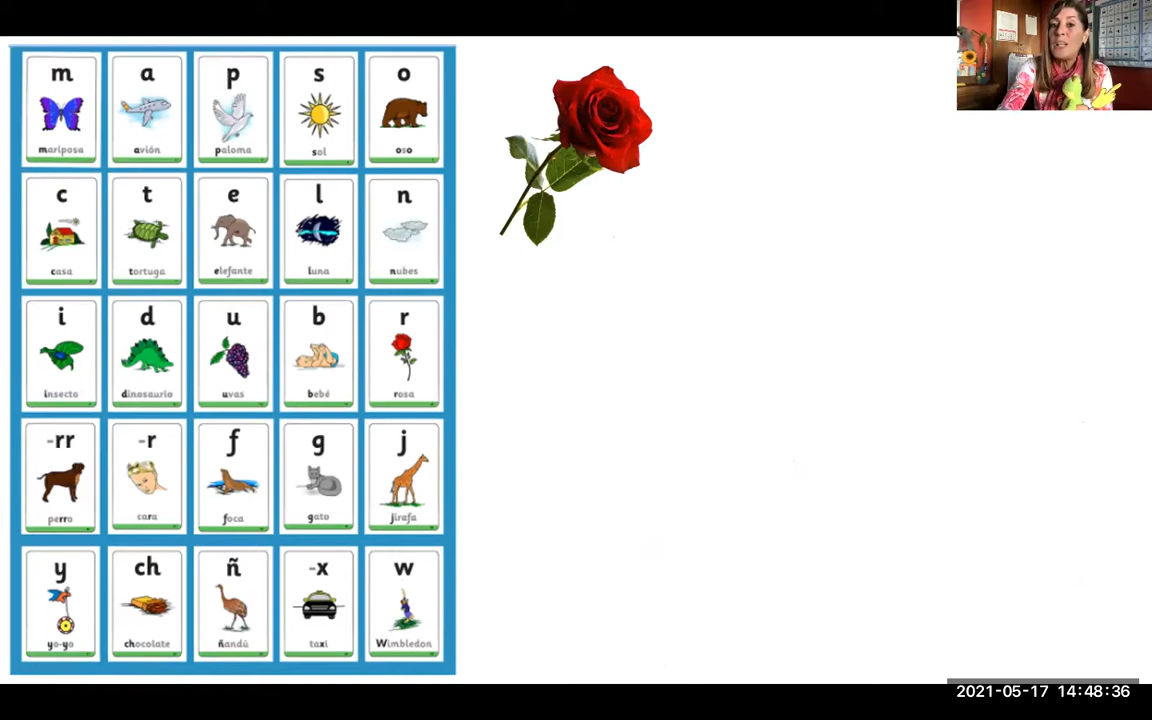 m a p s o
mariposa avión paloma sol oso
c t e l n
casa tortuga elefante luna nubes
i d u b r
insecto dinosaurio uvas bebé rosa
-rr -r f g j
perro cara foca gato jirafa
y ch ñ -x w
yo-yo chocolate ñandú taxi Wimbledon
2021-05-17 14:48:36